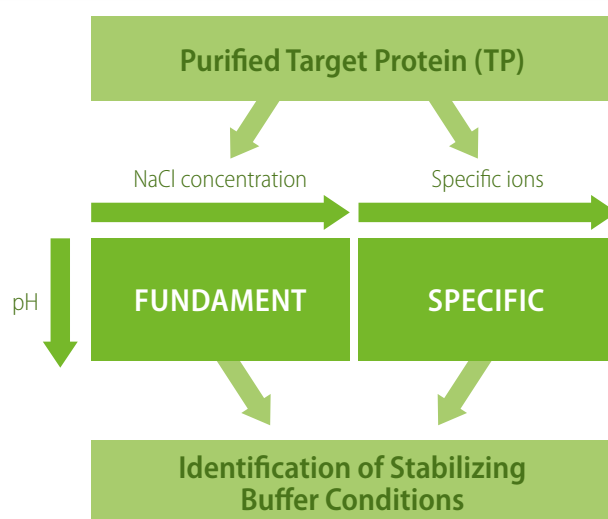 Purified Target Protein (TP)
NaCl concentration
Specific ions
pH
FUNDAMENT
SPECIFIC
Identification of Stabilizing
Buffer Conditions